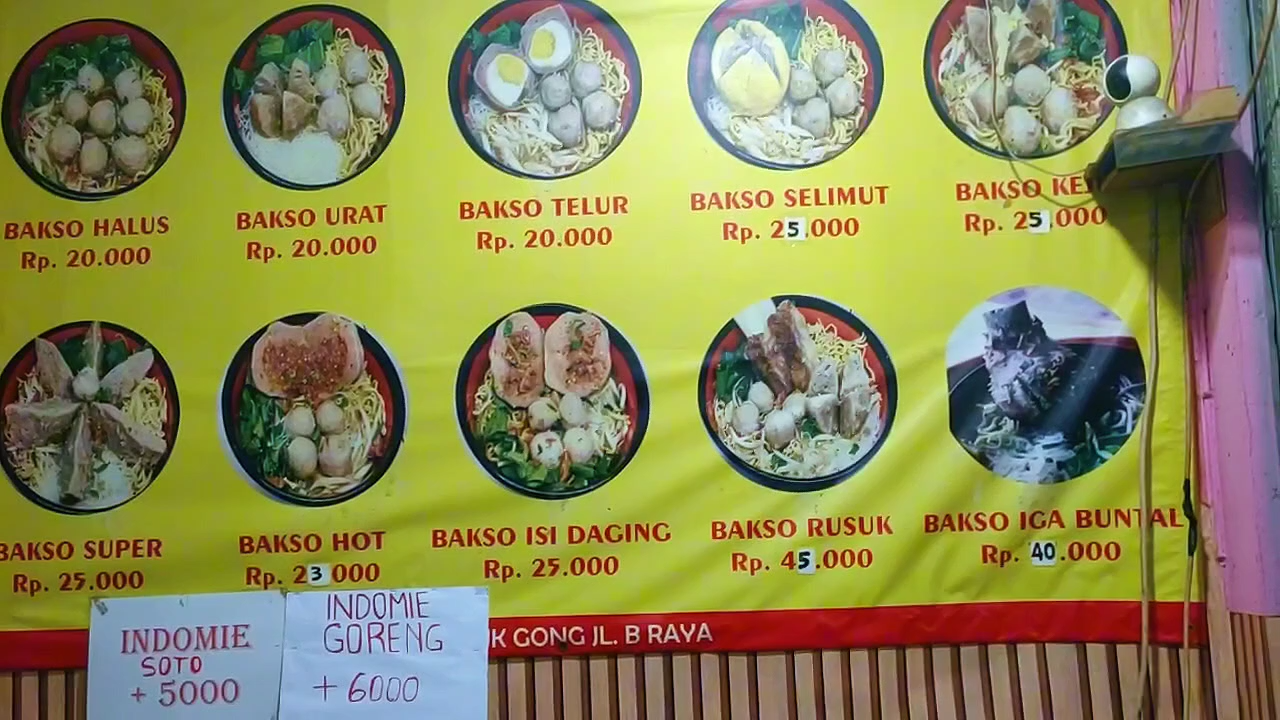 BAKSO HALUS
Rp. 20.000
BAKSO URAT
Rp. 20.000
BAKSO TELUR
Rp. 20.000
BAKSO SELIMUT
Rp. 25.000
BAKSO
Rp. 25.000
BAKSO SUPER
Rp. 25.000
BAKSO HOT
Rp. 23.000
BAKSO ISI DAGING
Rp. 25.000
BAKSO RUSUK
Rp. 45.000
BAKSO IGA BUNTAL
Rp. 40.000
INDOMIE
SOTO
+ 5000
INDOMIE
GORENG
+ 6000
GONG JL. B RAYA